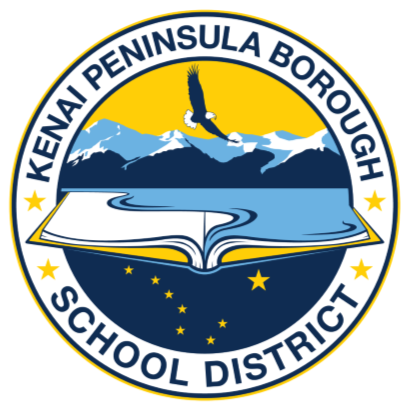 KENAI PENINSULA BOROUGH
SCHOOL DISTRICT